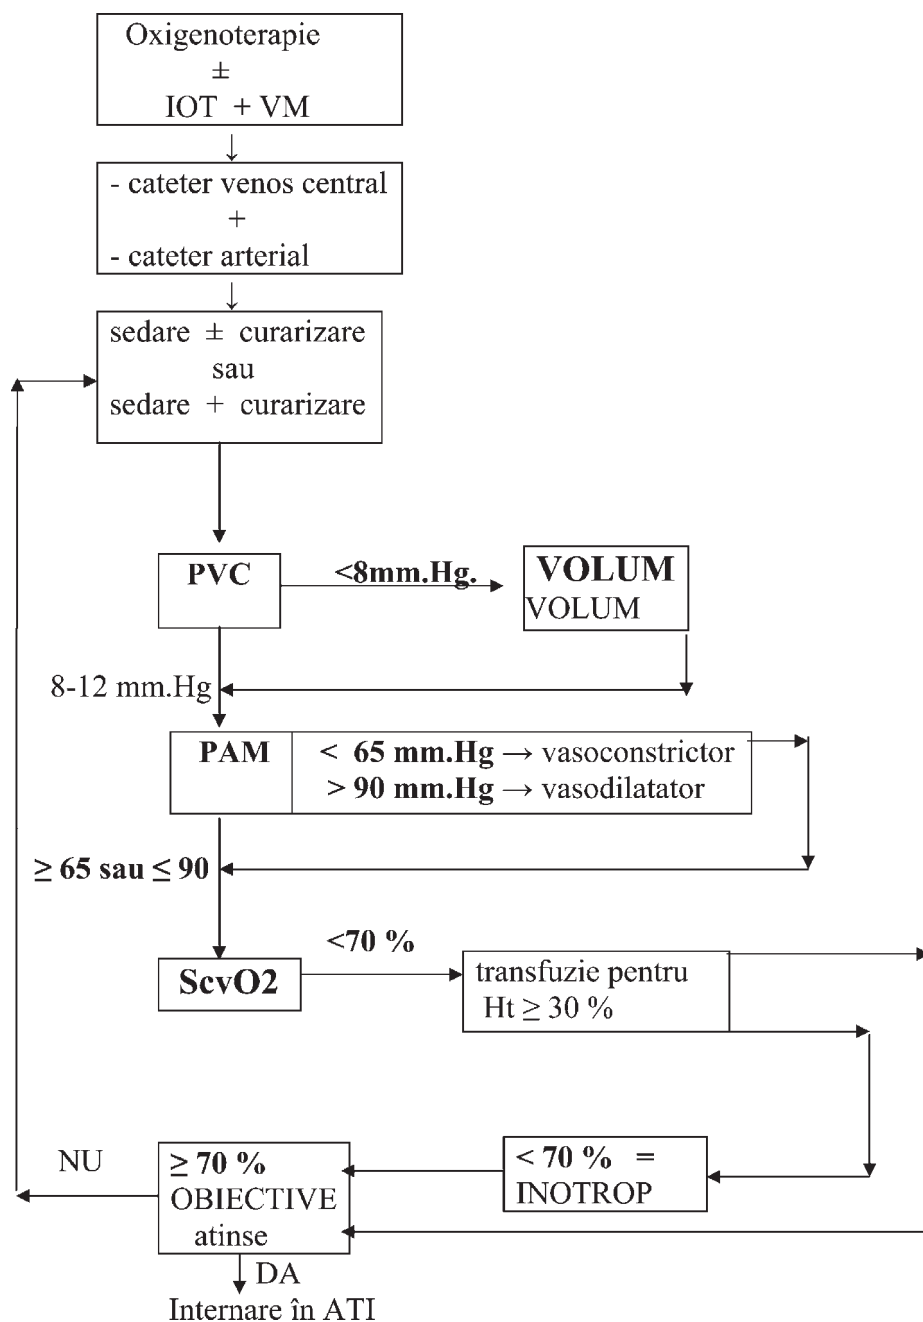 Oxigenoterapie
±
IOT + VM
↓
- cateter venos central
+
- cateter arterial
↓
sedare ± curarizare
sau
sedare + curarizare
PVC
<8mm.Hg.
VOLUM
VOLUM
8-12 mm.Hg
PAM
< 65 mm.Hg → vasoconstrictor
> 90 mm.Hg → vasodilatator
≥ 65 sau ≤ 90
<70 %
ScvO2
transfuzie pentru
Ht ≥ 30 %
NU
≥ 70 %
OBIECTIVE
atinse
< 70 % =
INOTROP
DA
Internare în ATI